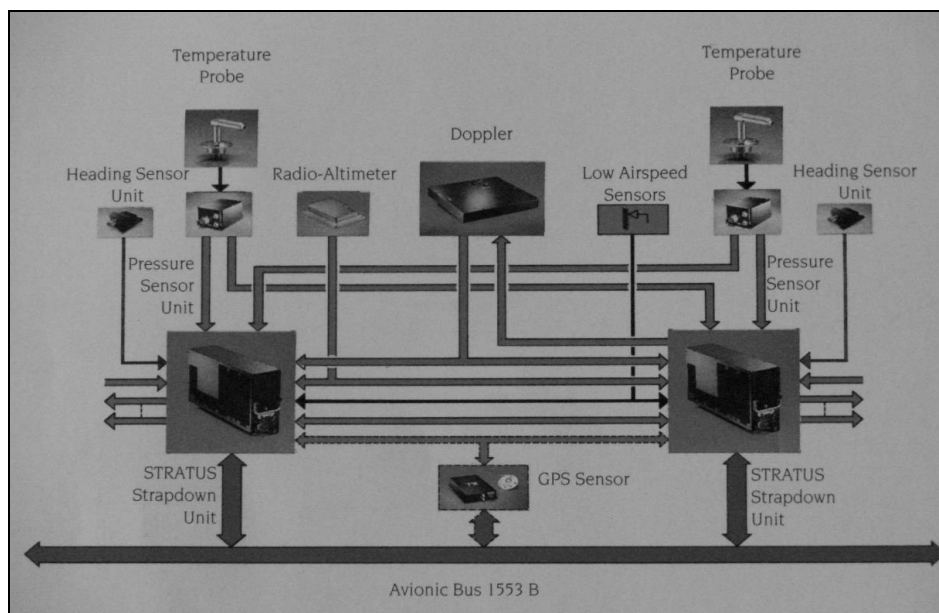 Temperature
Probe
Temperature
Probe
Doppler
Heading Sensor
Unit
Radio-Altimeter
Low Airspeed
Sensors
Heading Sensor
Unit
Pressure
Sensor
Unit
Pressure
Sensor
Unit
STRATUS
Strapdown
Unit
GPS Sensor
STRATUS
Strapdown
Unit
Avionic Bus 1553 B